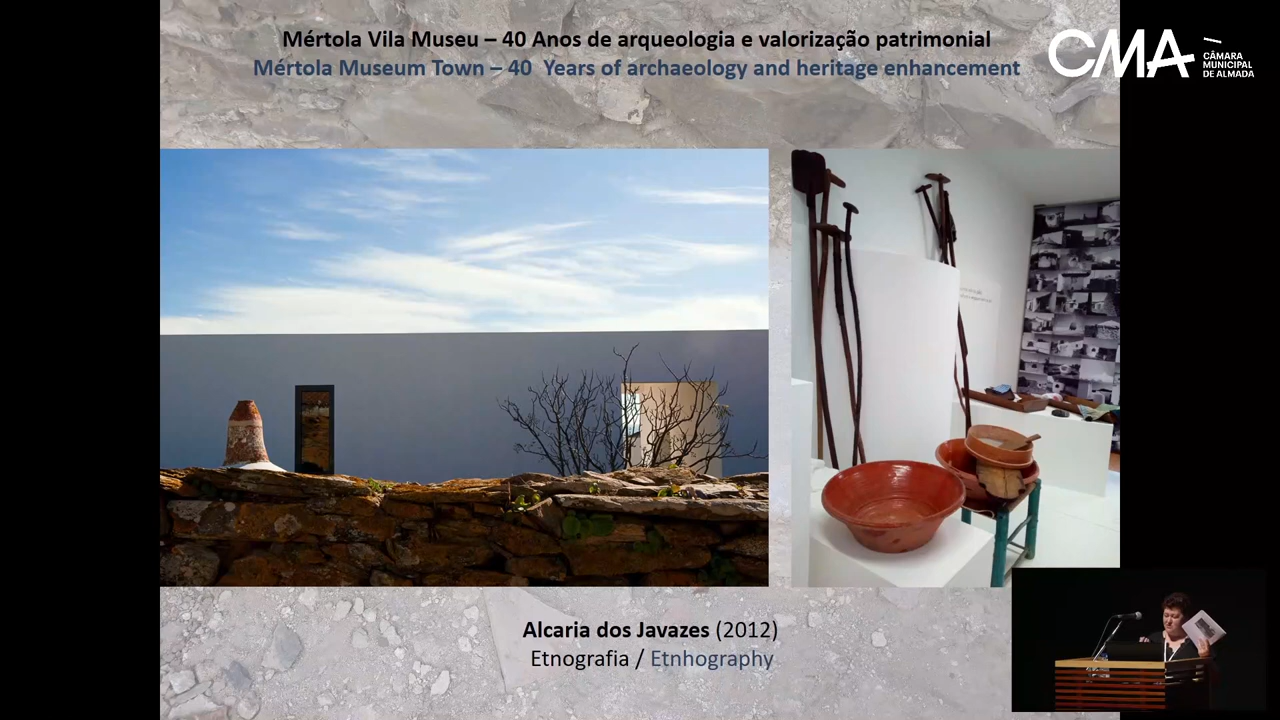 Mértola Vila Museu – 40 Anos de arqueologia e valorização patrimonial
Mértola Museum Town – 40 Years of archaeology and heritage enhancement
CMA
CÂMARA
MUNICIPAL
DE ALMADA
Alcaria dos Javazes (2012)
Etnografia / Etnhography